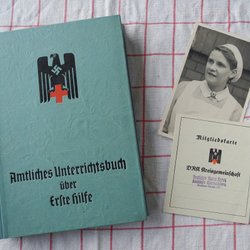 Amtliches Unterrichtsbuch
über
Erste Hilfe
Mitgliedskarte
DRK Kreisgemeinschaft